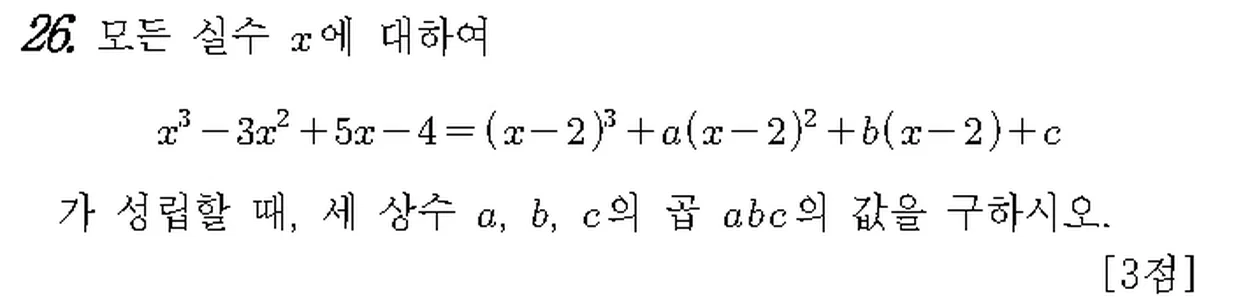 26. 모든 실수 x에 대하여
x³ - 3x² + 5x - 4 = (x - 2)³ + a(x - 2)² + b(x - 2) + c
가 성립할 때, 세 상수 a, b, c의 곱 abc의 값을 구하시오.
[3점]